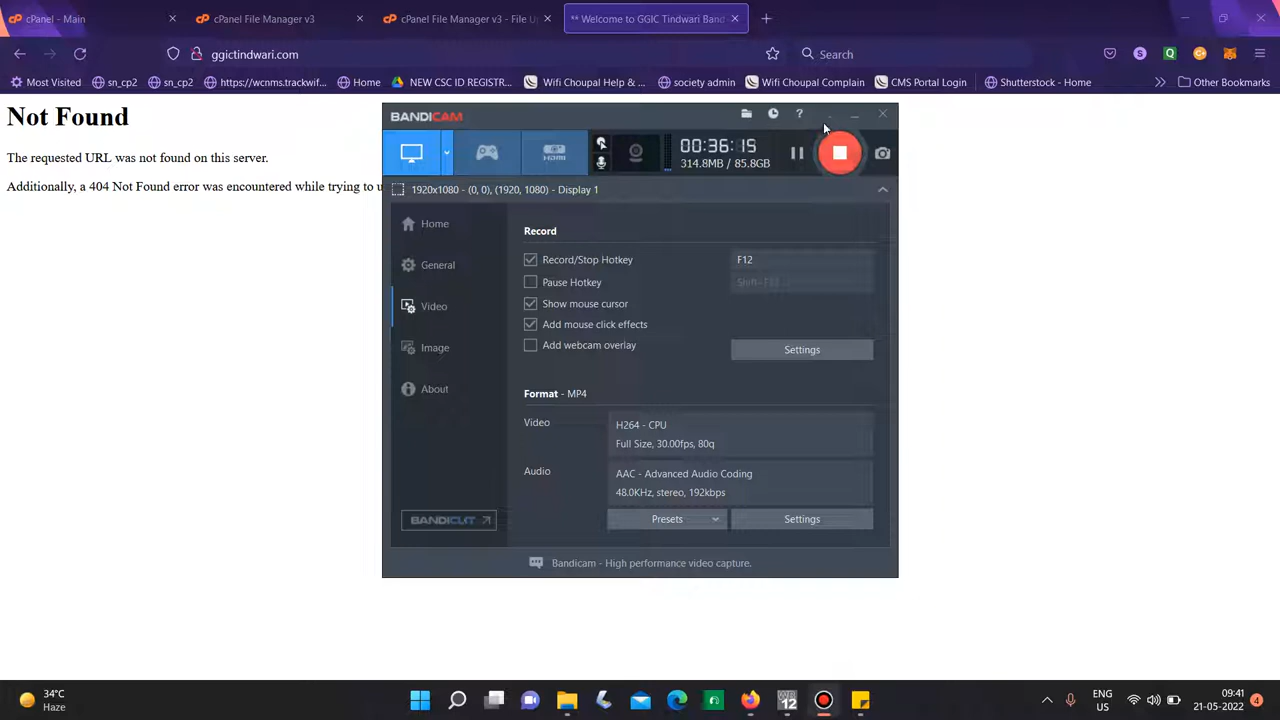 cPanel - Main
cPanel File Manager v3
cPanel File Manager v3 - File Up
** Welcome to GGIC Tindwari Band
ggictindwari.com
Search
Most Visited
sn_cp2
sn_cp2
https://wcnms.trackwif...
Home
NEW CSC ID REGISTR...
Wifi Choupal Help & ...
society admin
Wifi Choupal Complain
CMS Portal Login
Shutterstock - Home
Other Bookmarks
Not Found
The requested URL was not found on this server.
Additionally, a 404 Not Found error was encountered while trying to u
BANDICAM
00:36:15
314.8MB / 85.8GB
HDMI
1920x1080 - (0, 0), (1920, 1080) - Display 1
Home
General
Video
Image
About
BANDICUT
Record
Record/Stop Hotkey
F12
Pause Hotkey
Show mouse cursor
Add mouse click effects
Add webcam overlay
Settings
Format - MP4
Video
H264 - CPU
Full Size, 30.00fps, 80q
Audio
AAC - Advanced Audio Coding
48.0KHz, stereo, 192kbps
Presets
Settings
Bandicam - High performance video capture.
34°C
Haze
12
ENG
US
09:41
21-05-2022
4